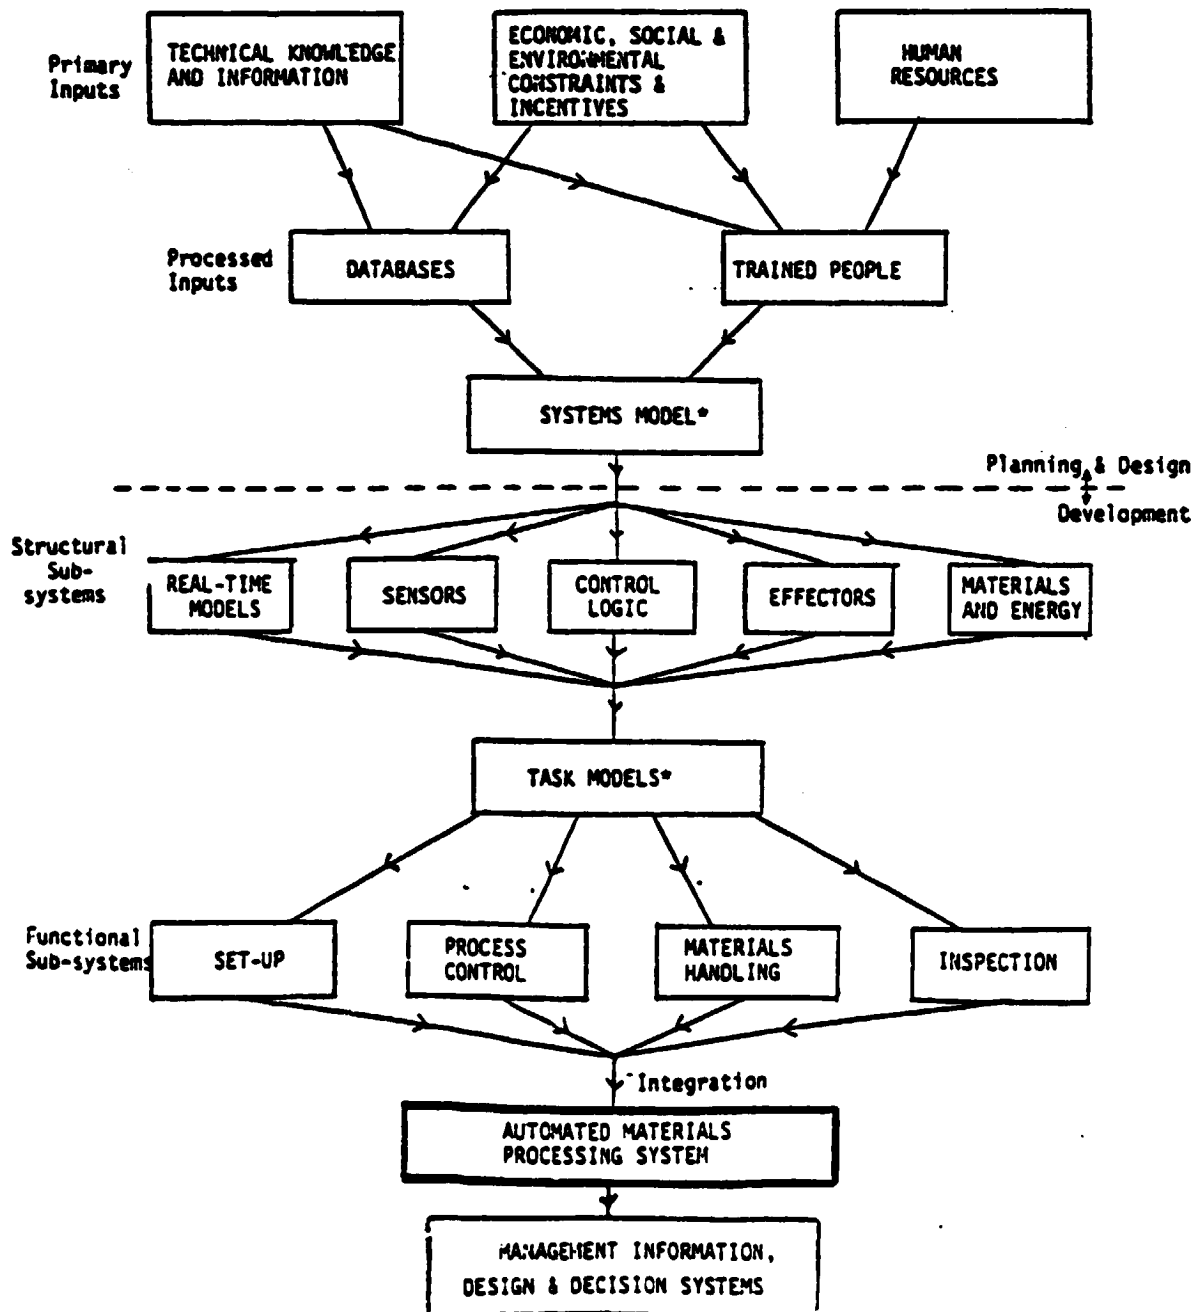 Primary
Inputs
TECHNICAL KNOWLEDGE
AND INFORMATION
ECONOMIC, SOCIAL &
ENVIRONMENTAL
CONSTRAINTS &
INCENTIVES
HUMAN
RESOURCES
Processed
Inputs
DATABASES
TRAINED PEOPLE
SYSTEMS MODEL*
Planning & Design
Development
Structural
Sub-
systems
REAL-TIME
MODELS
SENSORS
CONTROL
LOGIC
EFFECTORS
MATERIALS
AND ENERGY
TASK MODELS*
Functional
Sub-systems
SET-UP
PROCESS
CONTROL
MATERIALS
HANDLING
INSPECTION
Integration
AUTOMATED MATERIALS
PROCESSING SYSTEM
MANAGEMENT INFORMATION,
DESIGN & DECISION SYSTEMS